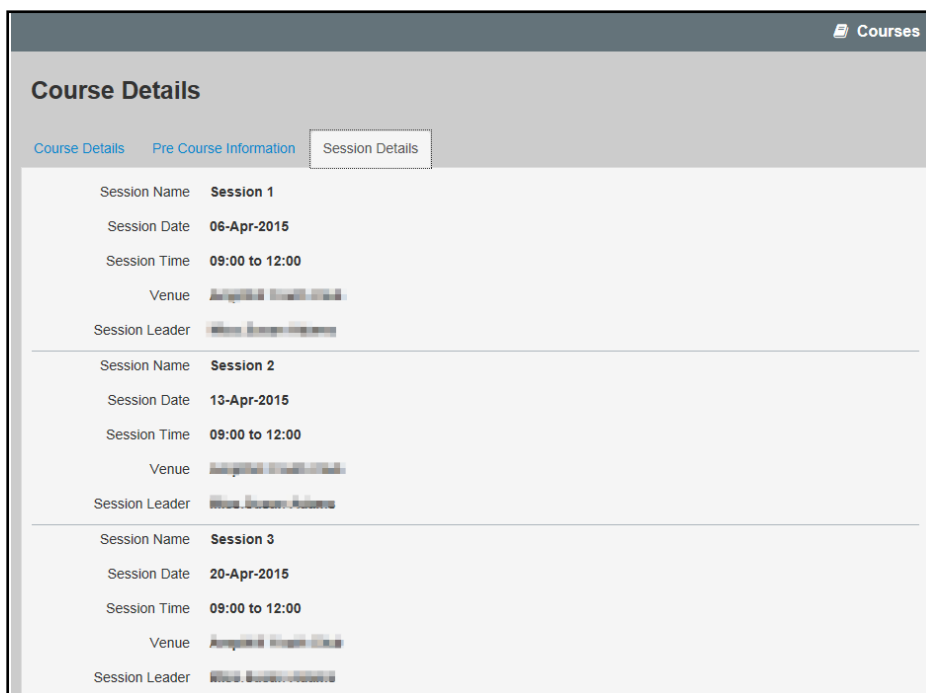 Courses
Course Details
Course Details Pre Course Information Session Details
Session Name Session 1
Session Date 06-Apr-2015
Session Time 09:00 to 12:00
Venue
Session Leader
Session Name Session 2
Session Date 13-Apr-2015
Session Time 09:00 to 12:00
Venue
Session Leader
Session Name Session 3
Session Date 20-Apr-2015
Session Time 09:00 to 12:00
Venue
Session Leader